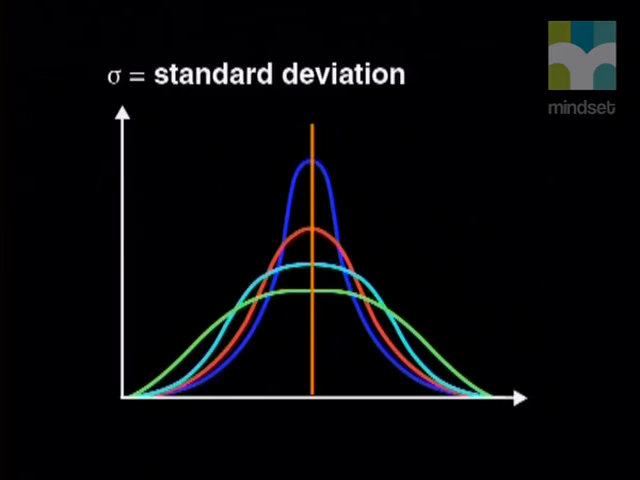 σ = standard deviation
mindset